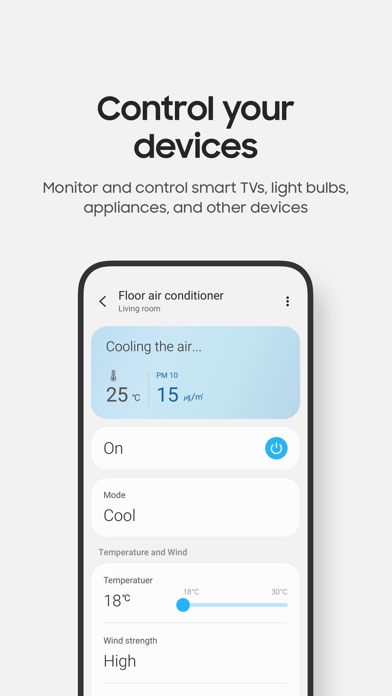 Control your
devices
Monitor and control smart TVs, light bulbs,
appliances, and other devices
Floor air conditioner
Living room
Cooling the air...
PM 10
25 ℃ 15 ㎍/㎥
On
Mode
Cool
Temperature and Wind
Temperatuer
18℃
18°C 30°C
Wind strength
High